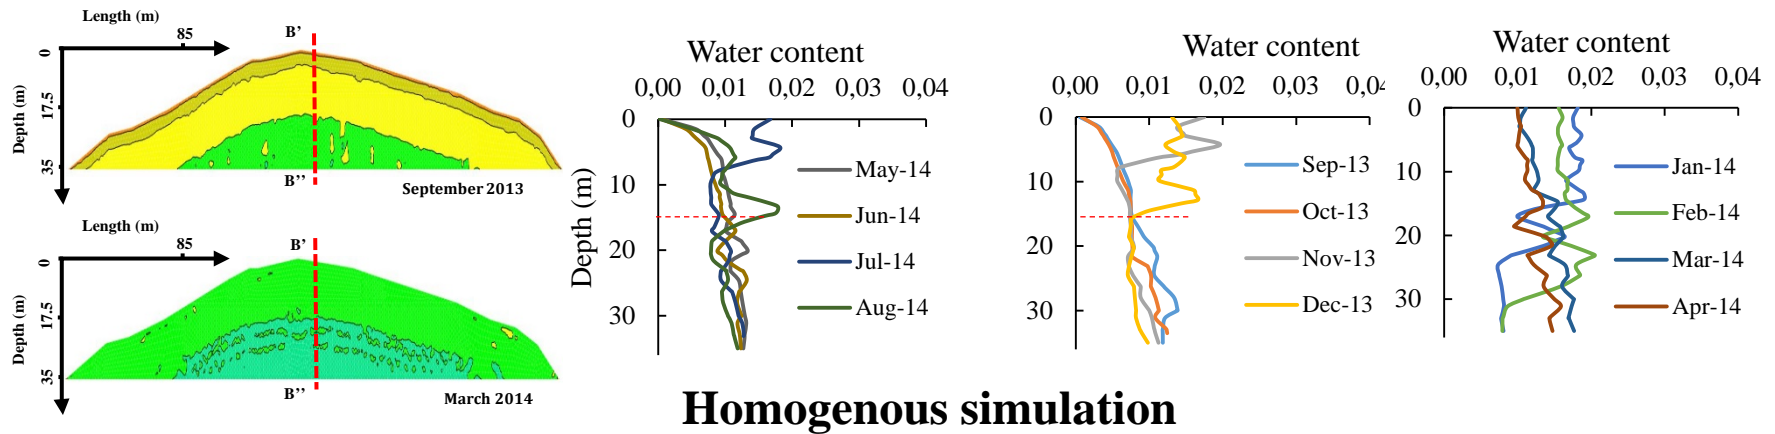 Length (m)
85
B’
0
17.5
35
Depth (m)
B’’
September 2013
Length (m)
85
B’
0
17.5
35
Depth (m)
B’’
March 2014
Water content
0,00 0,01 0,02 0,03 0,04
0
10
20
30
Depth (m)
May-14
Jun-14
Jul-14
Aug-14
Water content
0,00 0,01 0,02 0,03 0,04
0
10
20
30
Sep-13
Oct-13
Nov-13
Dec-13
Water content
0,00 0,01 0,02 0,03 0,04
0
10
20
30
Jan-14
Feb-14
Mar-14
Apr-14
Homogenous simulation